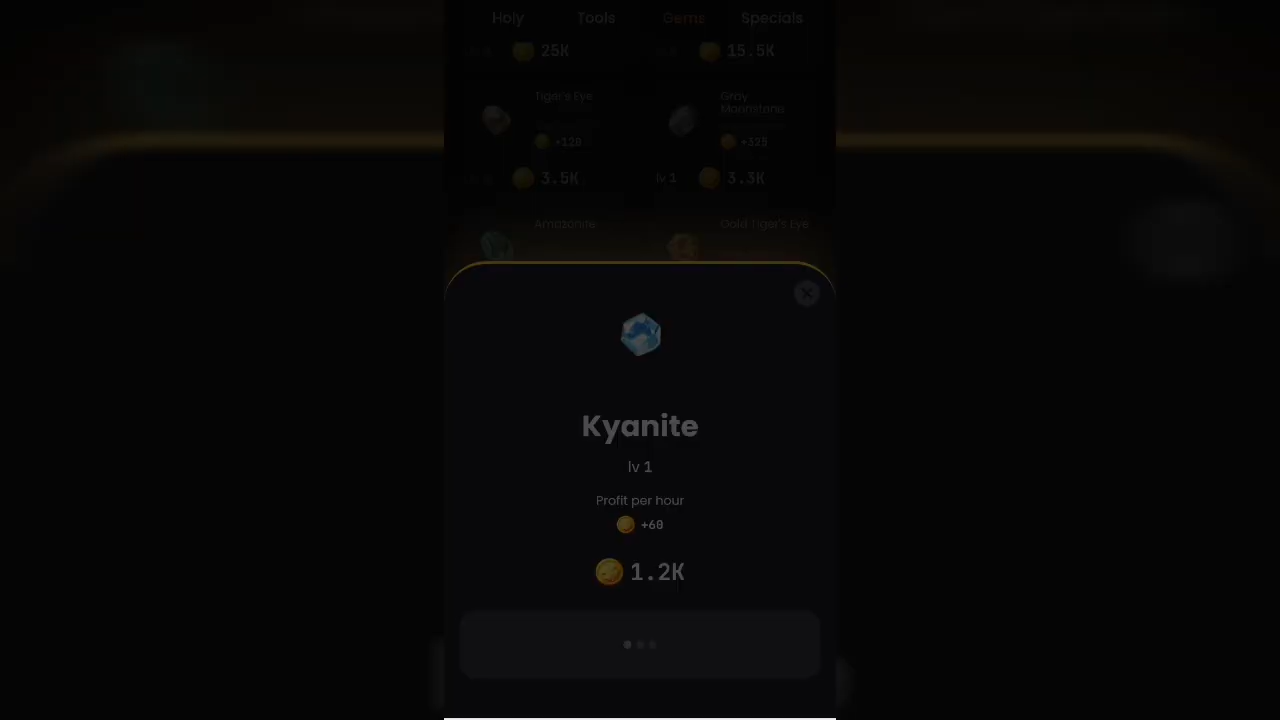 Holy Tools Gems Specials
25K 15.5K
Tiger's Eye Gray
Moonstone
+120 +325
3.5K lv 1 3.3K
Amazonite Gold Tiger's Eye
Kyanite
lv 1
Profit per hour
+60
1.2K